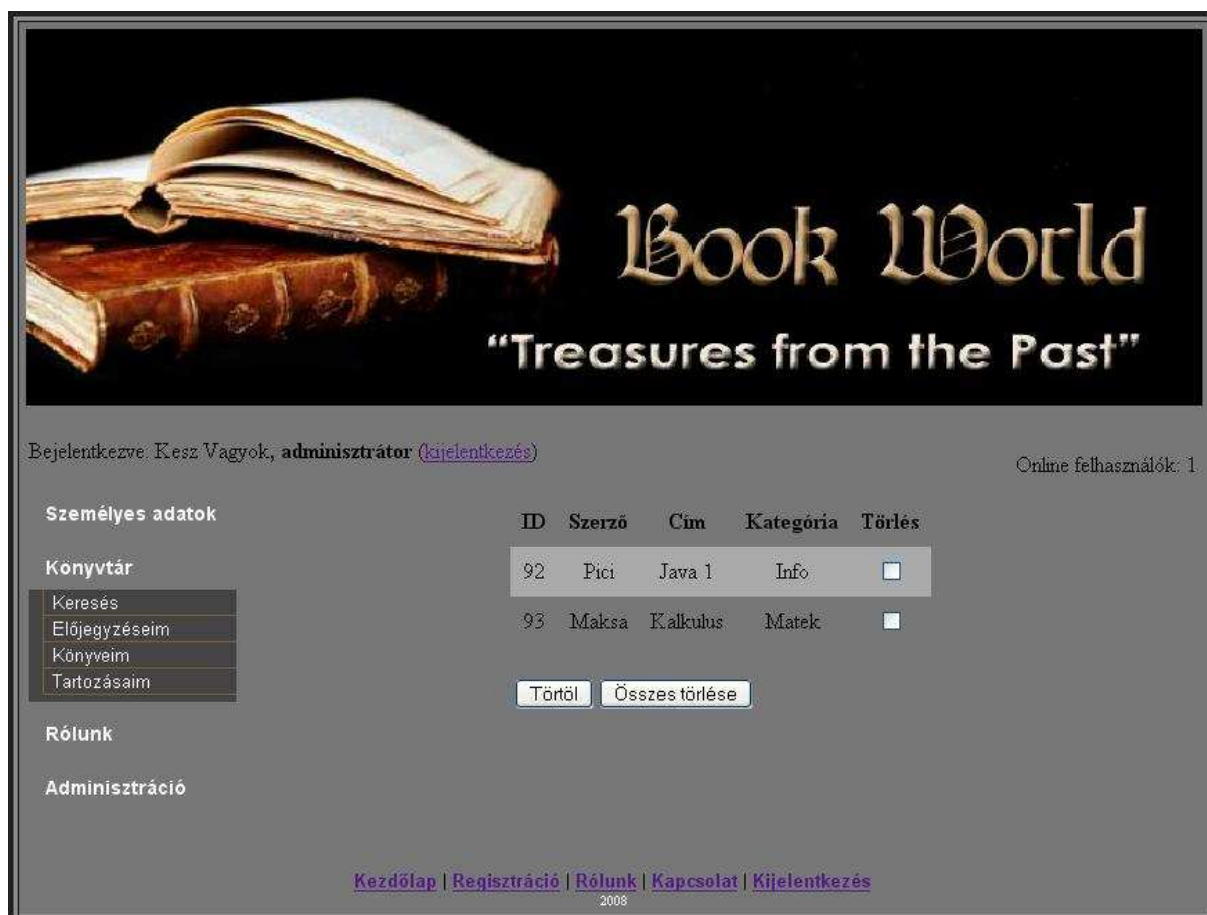 Book World
“Treasures from the Past”
Bejelentkezve: Kesz Vagyok, adminisztrátor (kijelentkezés)
Online felhasználók: 1
Személyes adatok
Könyvtár
Keresés
Előjegyzéseim
Könyveim
Tartozásaim
Rólunk
Adminisztráció
ID Szerző Cím Kategória Törlés
92 Pici Java 1 Info
93 Maksa Kalkulus Matek
Törtöl Összes törlése
Kezdőlap | Regisztráció | Rólunk | Kapcsolat | Kijelentkezés
2008